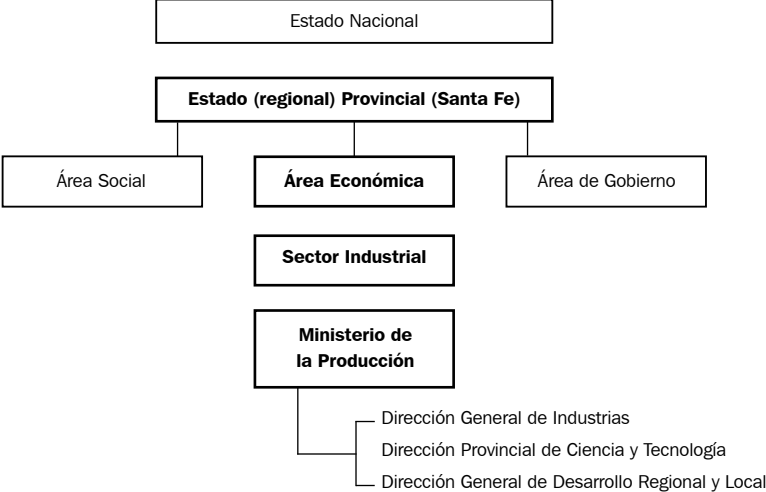 Estado Nacional
Estado (regional) Provincial (Santa Fe)
Área Social
Área Económica
Área de Gobierno
Sector Industrial
Ministerio de
la Producción
Dirección General de Industrias
Dirección Provincial de Ciencia y Tecnología
Dirección General de Desarrollo Regional y Local